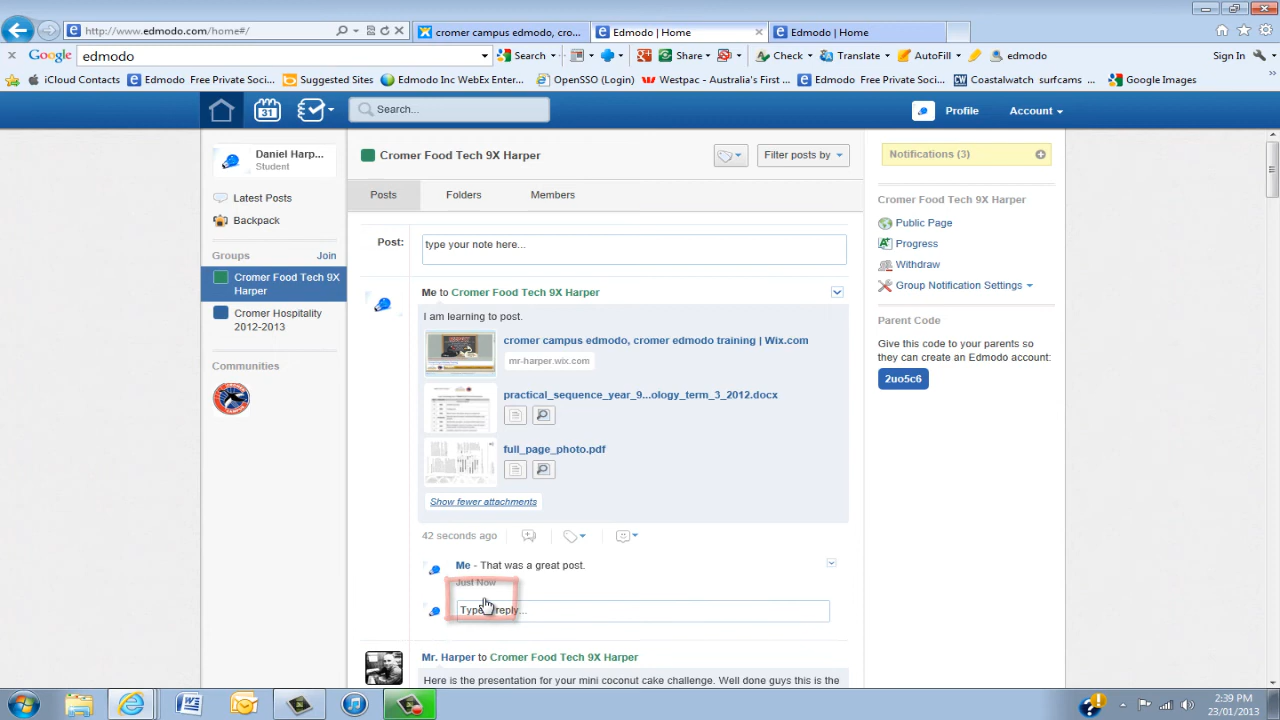 http://www.edmodo.com/home#/
cromer campus edmodo, cro...
Edmodo | Home
Edmodo | Home
Google
edmodo
Search
Share
Check
Translate
AutoFill
edmodo
Sign In
iCloud Contacts
Edmodo Free Private Soci...
Suggested Sites
Edmodo Inc WebEx Enter...
OpenSSO (Login)
Westpac - Australia's First ...
Edmodo Free Private Soci...
Coastalwatch surfcams ...
Google Images
31
Search...
Profile
Account
Daniel Harp...
Student
Latest Posts
Backpack
Groups
Join
Cromer Food Tech 9X
Harper
Cromer Hospitality
2012-2013
Communities
Cromer Food Tech 9X Harper
Filter posts by
Posts
Folders
Members
Post:
type your note here...
Me to Cromer Food Tech 9X Harper
I am learning to post.
cromer campus edmodo, cromer edmodo training | Wix.com
mr-harper.wix.com
practical_sequence_year_9...ology_term_3_2012.docx
full_page_photo.pdf
Show fewer attachments
42 seconds ago
Me - That was a great post.
Just Now
reply...
Mr. Harper to Cromer Food Tech 9X Harper
Here is the presentation for your mini coconut cake challenge. Well done guys this is the
Notifications (3)
Cromer Food Tech 9X Harper
Public Page
Progress
Withdraw
Group Notification Settings
Parent Code
Give this code to your parents so
they can create an Edmodo account:
2uo5c6
2:39 PM
23/01/2013